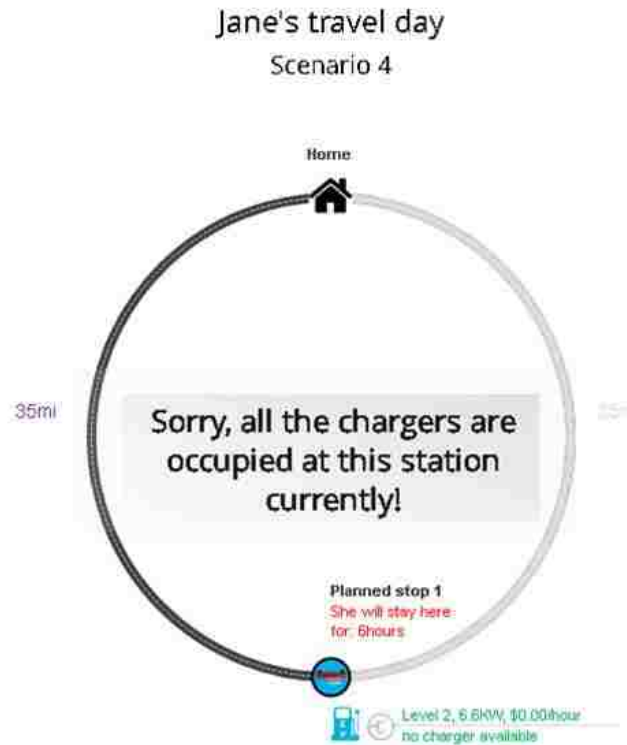 Jane's travel day
Scenario 4
Home
35mi
Sorry, all the chargers are
occupied at this station
currently!
Planned stop 1
She will stay here
for: 6hours
Level 2, 6.6KW, $0.00/hour
no charger available